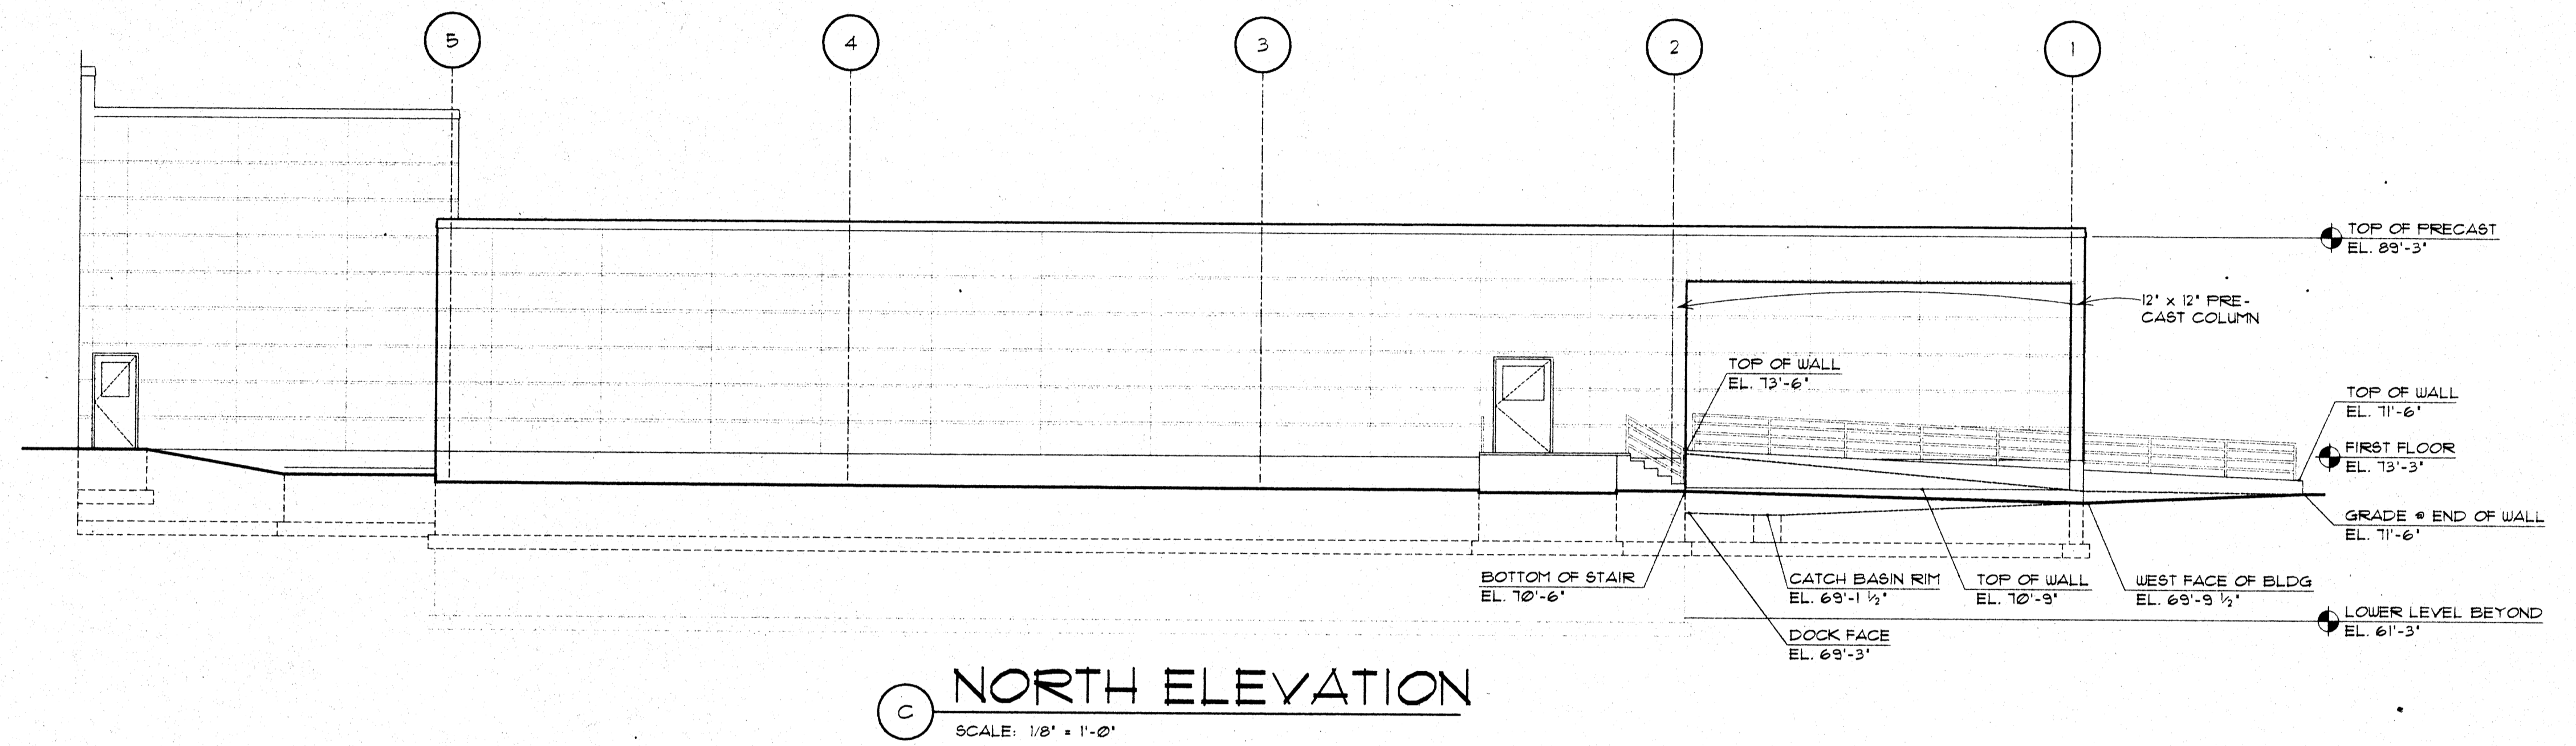 5
4
3
2
1
TOP OF PRECAST
EL. 89'-3"
12" x 12" PRE-
CAST COLUMN
TOP OF WALL
EL. 73'-6"
TOP OF WALL
EL. 71'-6"
FIRST FLOOR
EL. 73'-3"
GRADE @ END OF WALL
EL. 71'-6"
BOTTOM OF STAIR
EL. 70'-6"
CATCH BASIN RIM
EL. 69'-1 1/2"
TOP OF WALL
EL. 70'-9"
WEST FACE OF BLDG
EL. 69'-9 1/2"
LOWER LEVEL BEYOND
EL. 61'-3"
DOCK FACE
EL. 69'-3"
C
NORTH ELEVATION
SCALE: 1/8" = 1'-0"